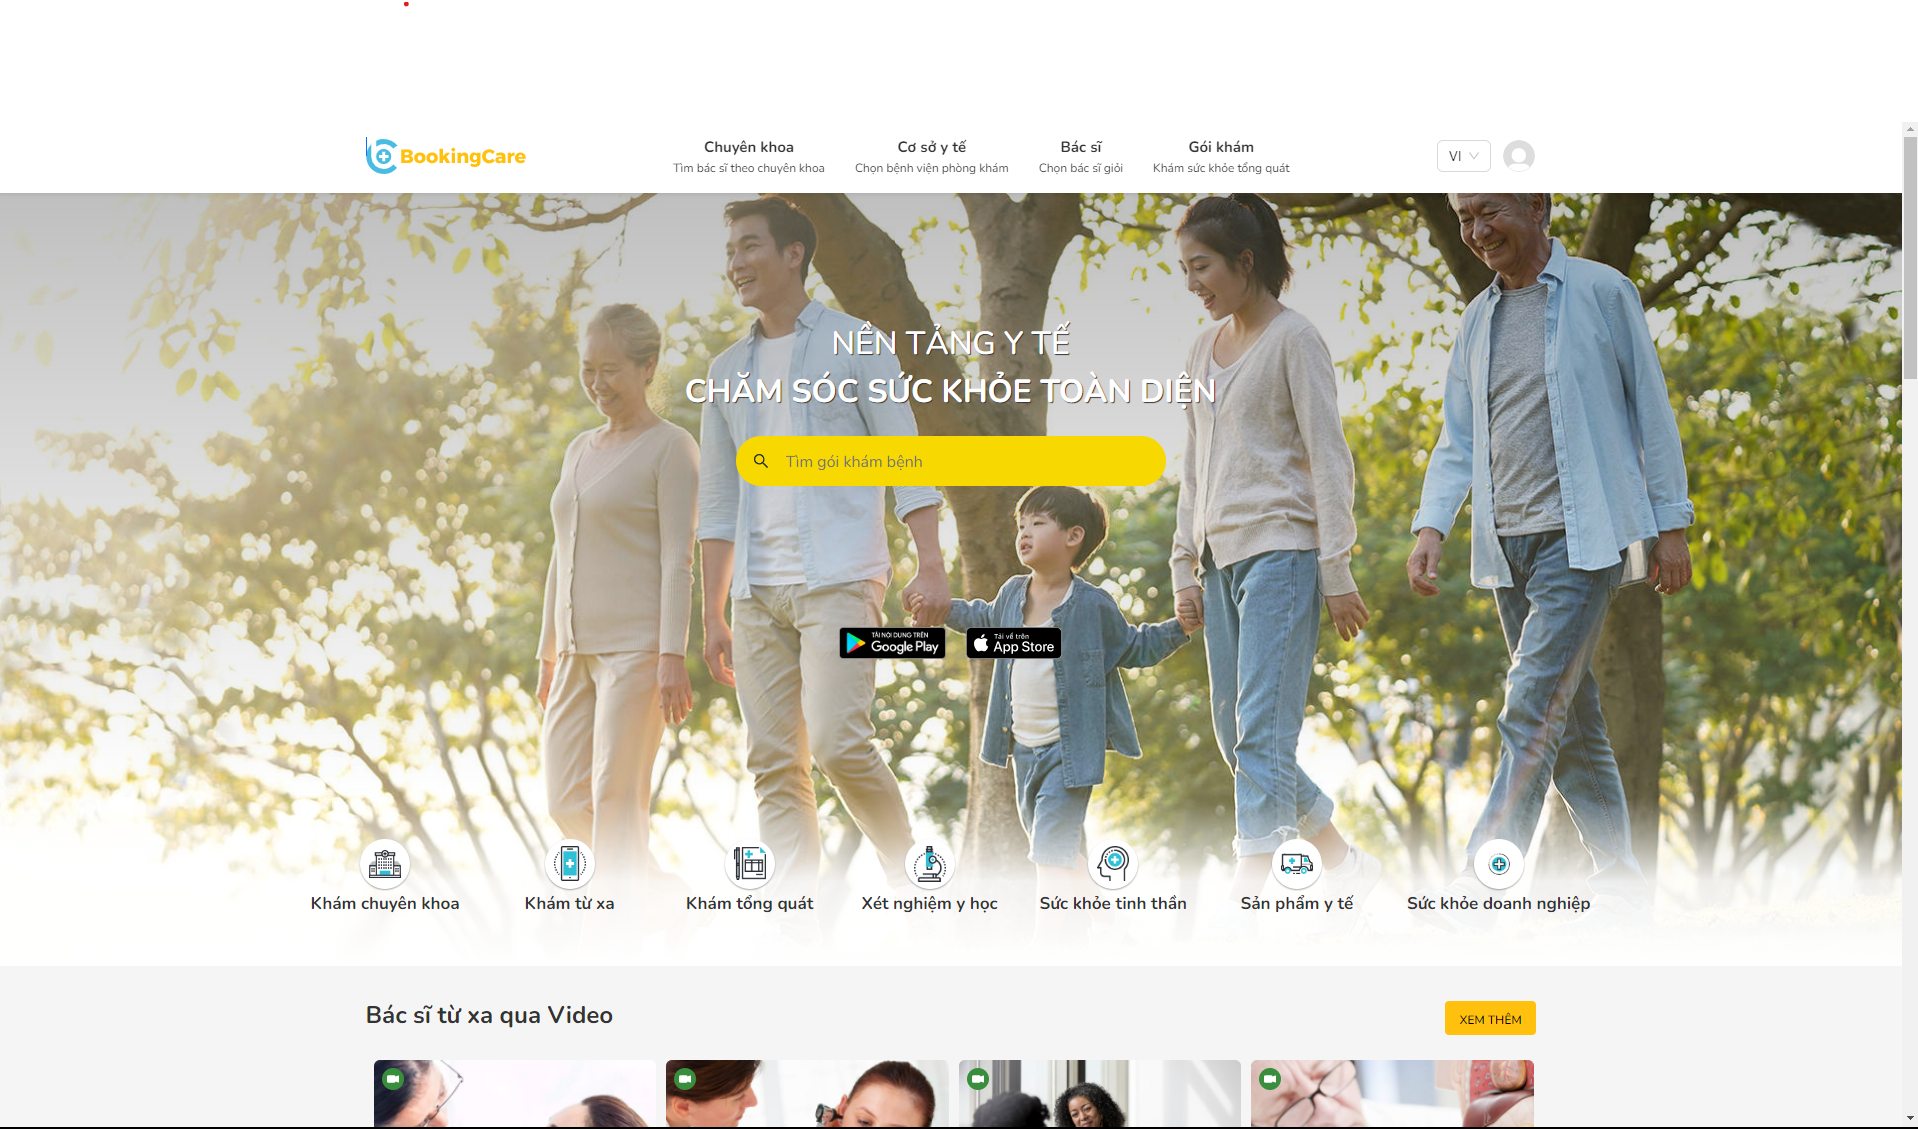 BookingCare
Chuyên khoa
Tìm bác sĩ theo chuyên khoa
Cơ sở y tế
Chọn bệnh viện phòng khám
Bác sĩ
Chọn bác sĩ giỏi
Gói khám
Khám sức khỏe tổng quát
VI
NỀN TẢNG Y TẾ
CHĂM SÓC SỨC KHỎE TOÀN DIỆN
Tìm gói khám bệnh
TẢI NỘI DUNG TRÊN
Google Play
Tải về trên
App Store
Khám chuyên khoa
Khám từ xa
Khám tổng quát
Xét nghiệm y học
Sức khỏe tinh thần
Sản phẩm y tế
Sức khỏe doanh nghiệp
Bác sĩ từ xa qua Video
XEM THÊM